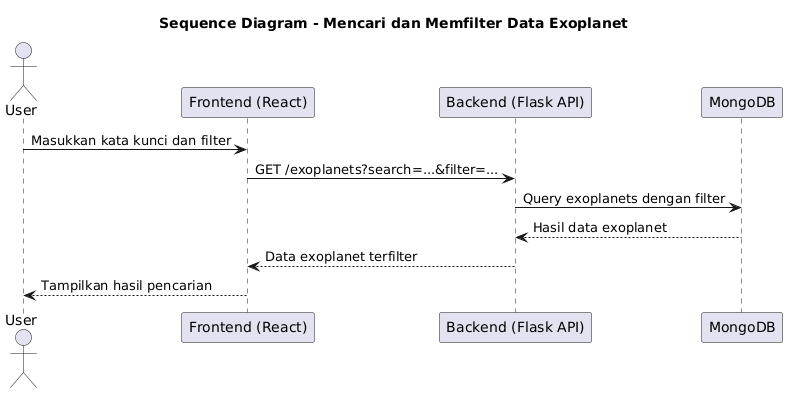 Sequence Diagram - Mencari dan Memfilter Data Exoplanet
User
Frontend (React)
Backend (Flask API)
MongoDB
Masukkan kata kunci dan filter
GET /exoplanets?search=...&filter=...
Query exoplanets dengan filter
Hasil data exoplanet
Data exoplanet terfilter
Tampilkan hasil pencarian
User
Frontend (React)
Backend (Flask API)
MongoDB